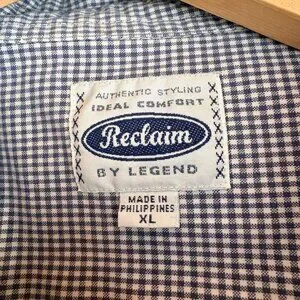 AUTHENTIC STYLING
IDEAL COMFORT
Reclaim
BY LEGEND
MADE IN
PHILIPPINES
XL